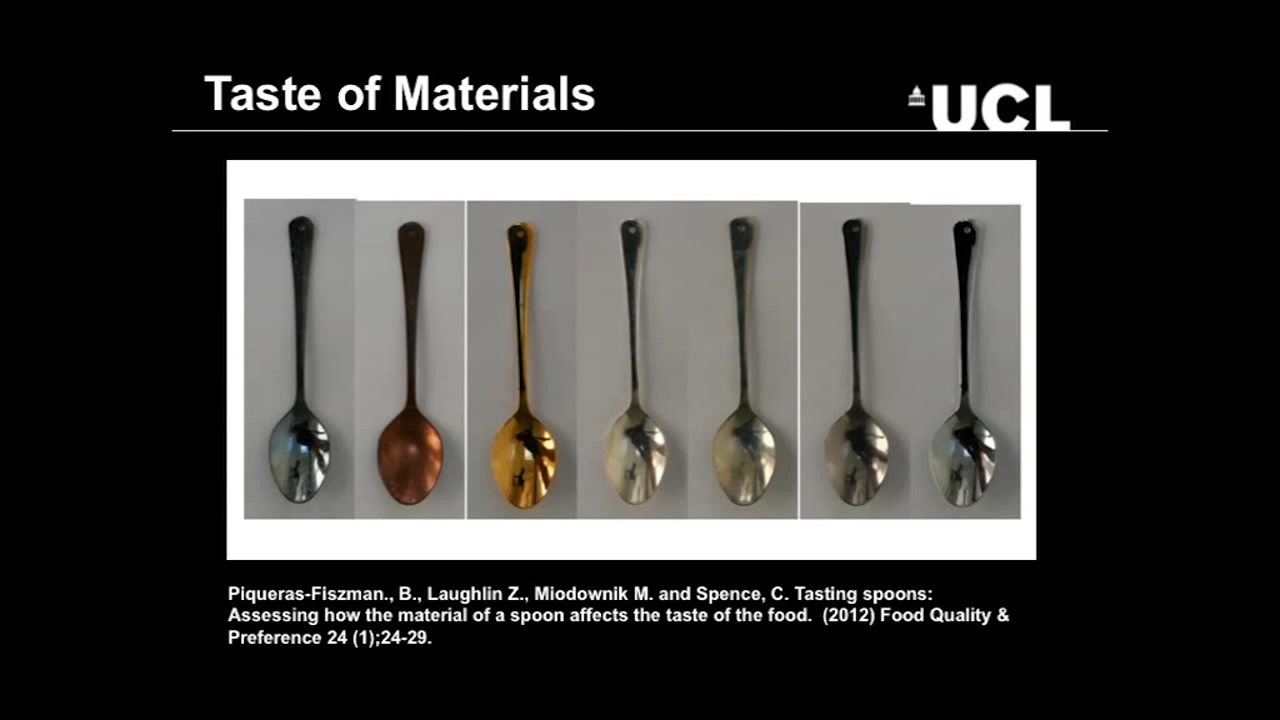 Taste of Materials
UCL
Piqueras-Fiszman., B., Laughlin Z., Miodownik M. and Spence, C. Tasting spoons:
Assessing how the material of a spoon affects the taste of the food.  (2012) Food Quality &
Preference 24 (1);24-29.